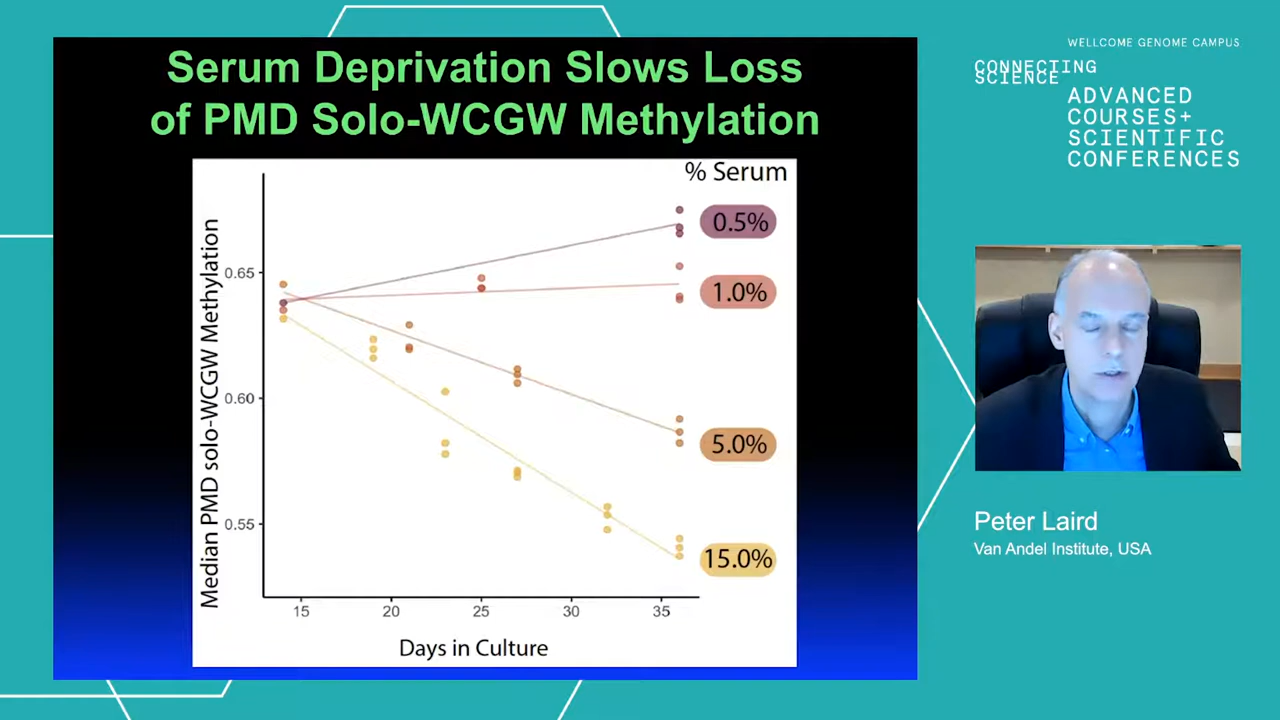 Serum Deprivation Slows Loss
of PMD Solo-WCGW Methylation
% Serum
0.5%
1.0%
5.0%
15.0%
Median PMD solo-WCGW Methylation
0.65
0.60
0.55
15
20
25
30
35
Days in Culture
WELLCOME GENOME CAMPUS
CONNECTING
SCIENCE
ADVANCED
COURSES+
SCIENTIFIC
CONFERENCES
Peter Laird
Van Andel Institute, USA